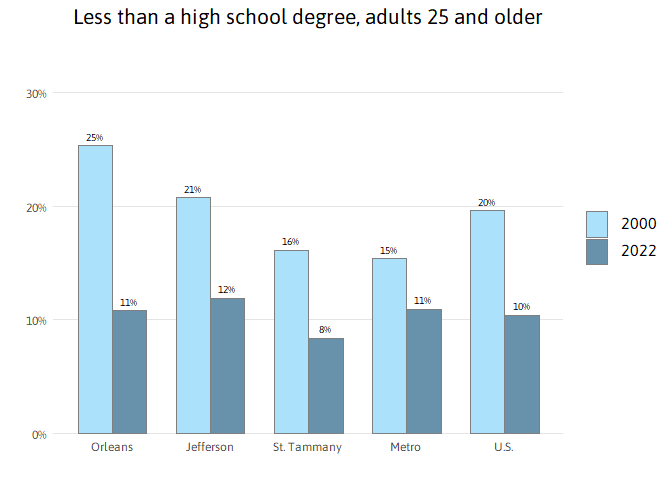 Less than a high school degree, adults 25 and older
30%
20%
10%
0%
25%
11%
21%
12%
16%
8%
15%
11%
20%
10%
Orleans
Jefferson
St. Tammany
Metro
U.S.
2000
2022